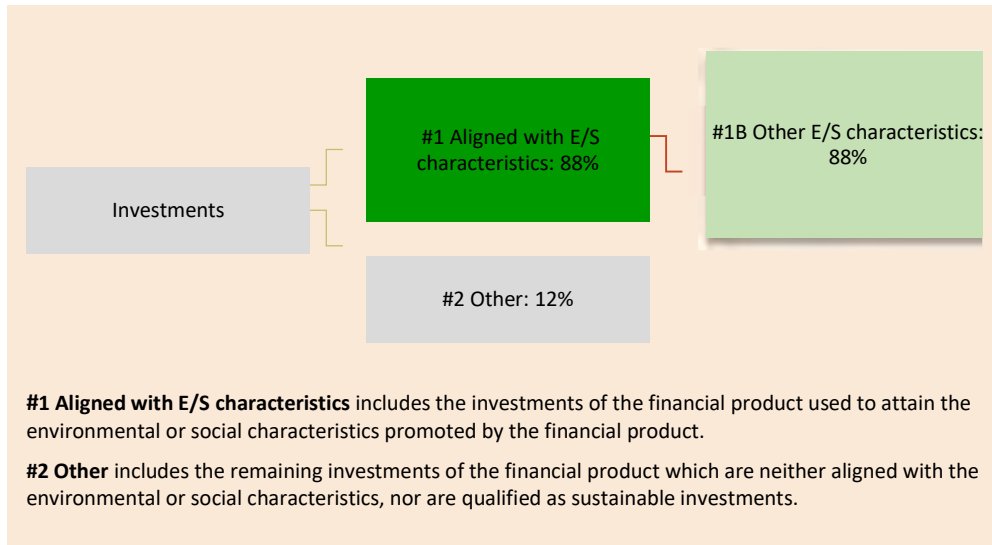 #1 Aligned with E/S
characteristics: 88%
#1B Other E/S characteristics:
88%
Investments
#2 Other: 12%
#1 Aligned with E/S characteristics includes the investments of the financial product used to attain the
environmental or social characteristics promoted by the financial product.
#2 Other includes the remaining investments of the financial product which are neither aligned with the
environmental or social characteristics, nor are qualified as sustainable investments.